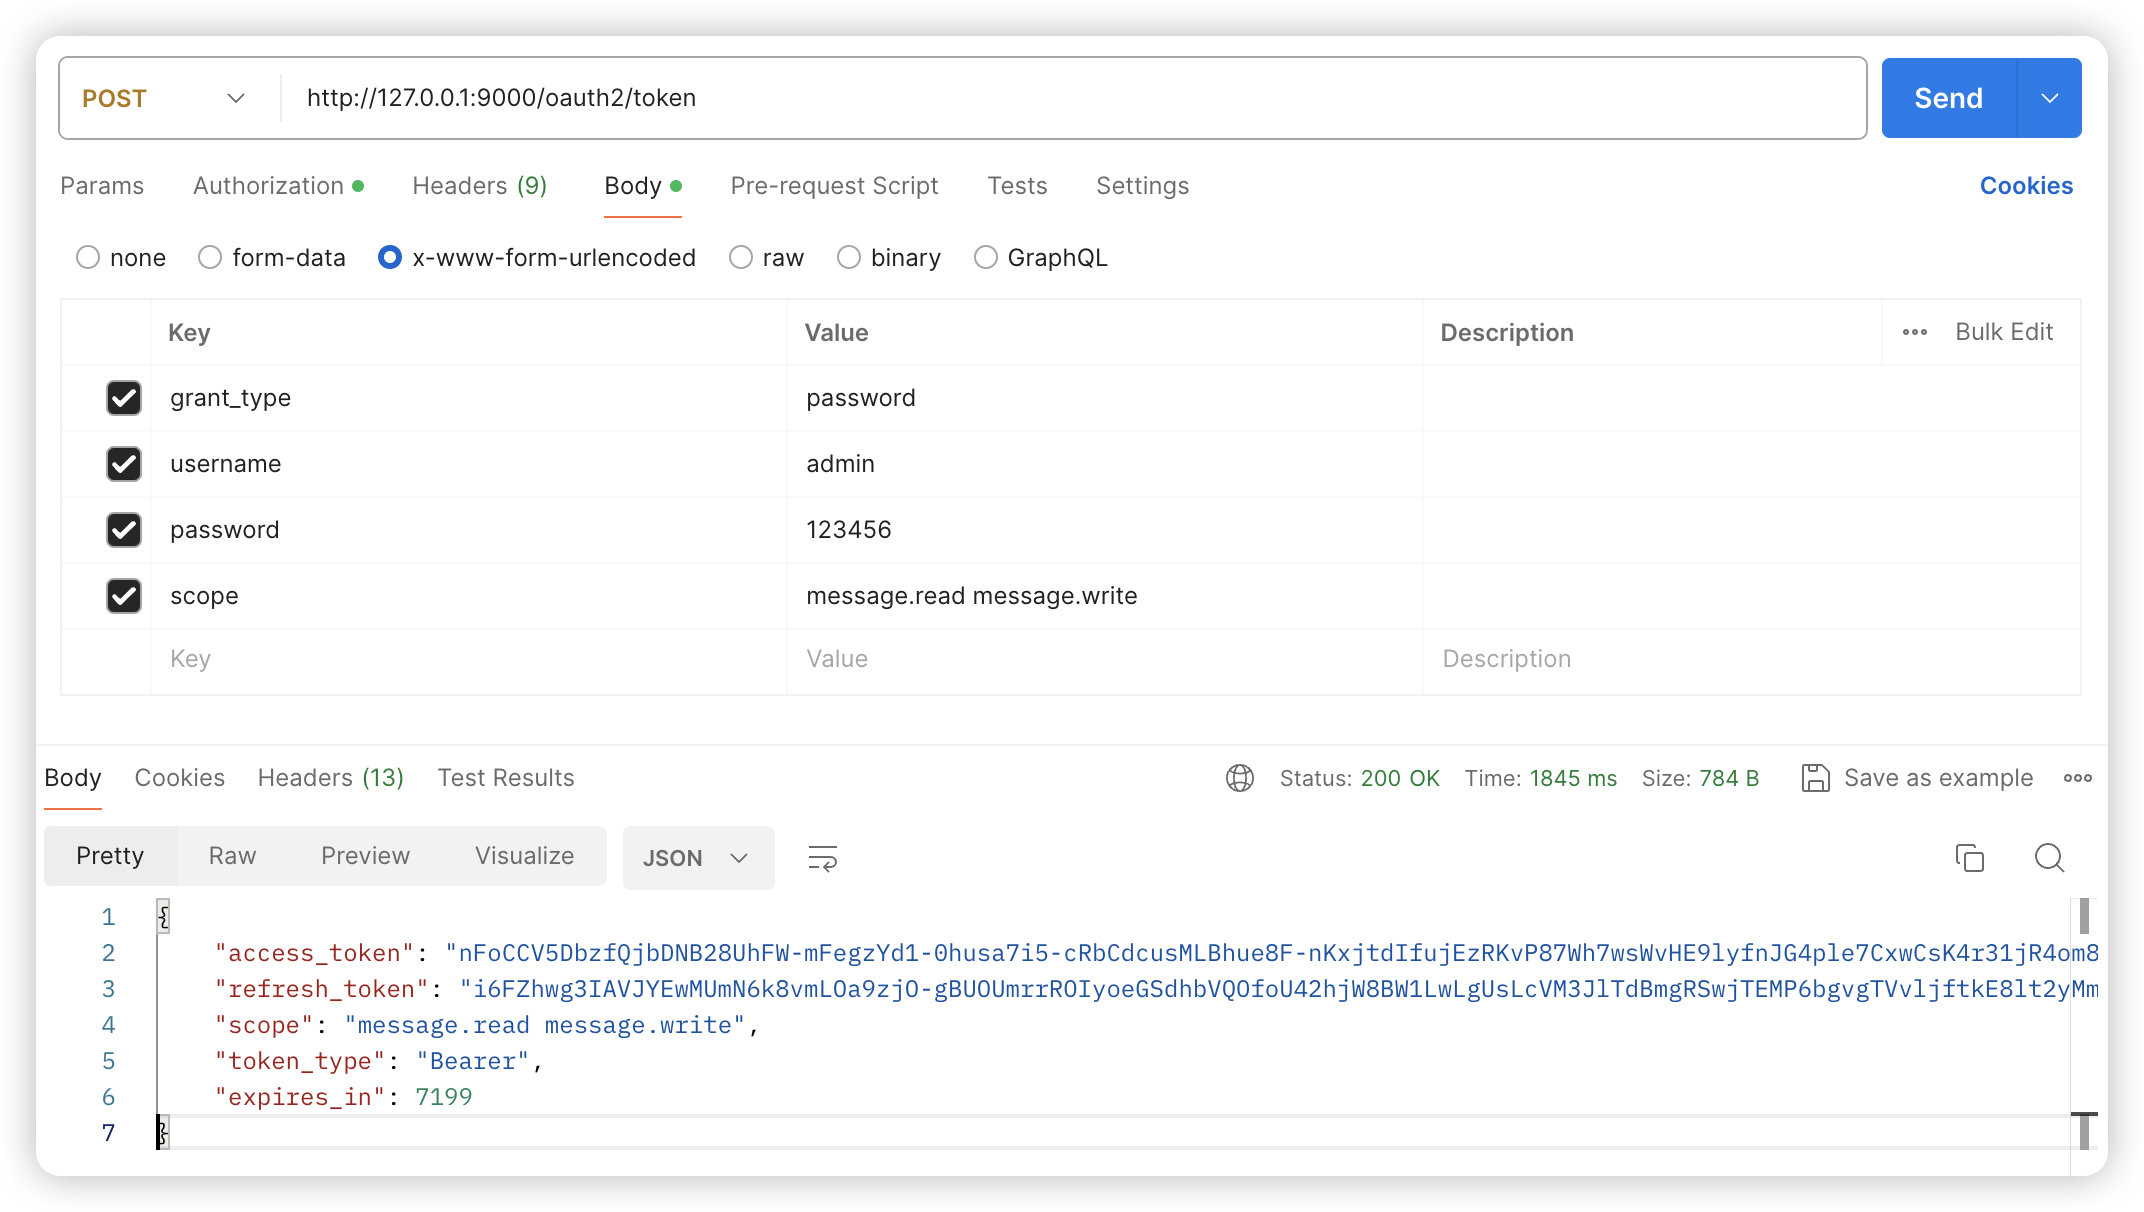 POST http://127.0.0.1:9000/oauth2/token Send
Params Authorization Headers (9) Body Pre-request Script Tests Settings Cookies
none form-data x-www-form-urlencoded raw binary GraphQL
Key Value Description Bulk Edit
grant_type password
username admin
password 123456
scope message.read message.write
Key Value Description
Body Cookies Headers (13) Test Results Status: 200 OK Time: 1845 ms Size: 784 B Save as example
Pretty Raw Preview Visualize JSON
1 {
2 "access_token": "nFoCCV5DbzfQjbDNB28UhFW-mFegzYd1-0husa7i5-cRbCdcusMLBhue8F-nKxjtdIfujEzRKvP87Wh7wsWvHE9lyfnJG4ple7CxwCsK4r31jR4om8
3 "refresh_token": "i6FZhwg3IAVJYEwMUmN6k8vmLOa9zjO-gBUOUmrrROIyoeGSdhbVQOfoU42hjW8BW1LwLgUsLcVM3JlTdBmgRSwjTEMP6bgvgTVvljftkE8lt2yMm
4 "scope": "message.read message.write",
5 "token_type": "Bearer",
6 "expires_in": 7199
7 }